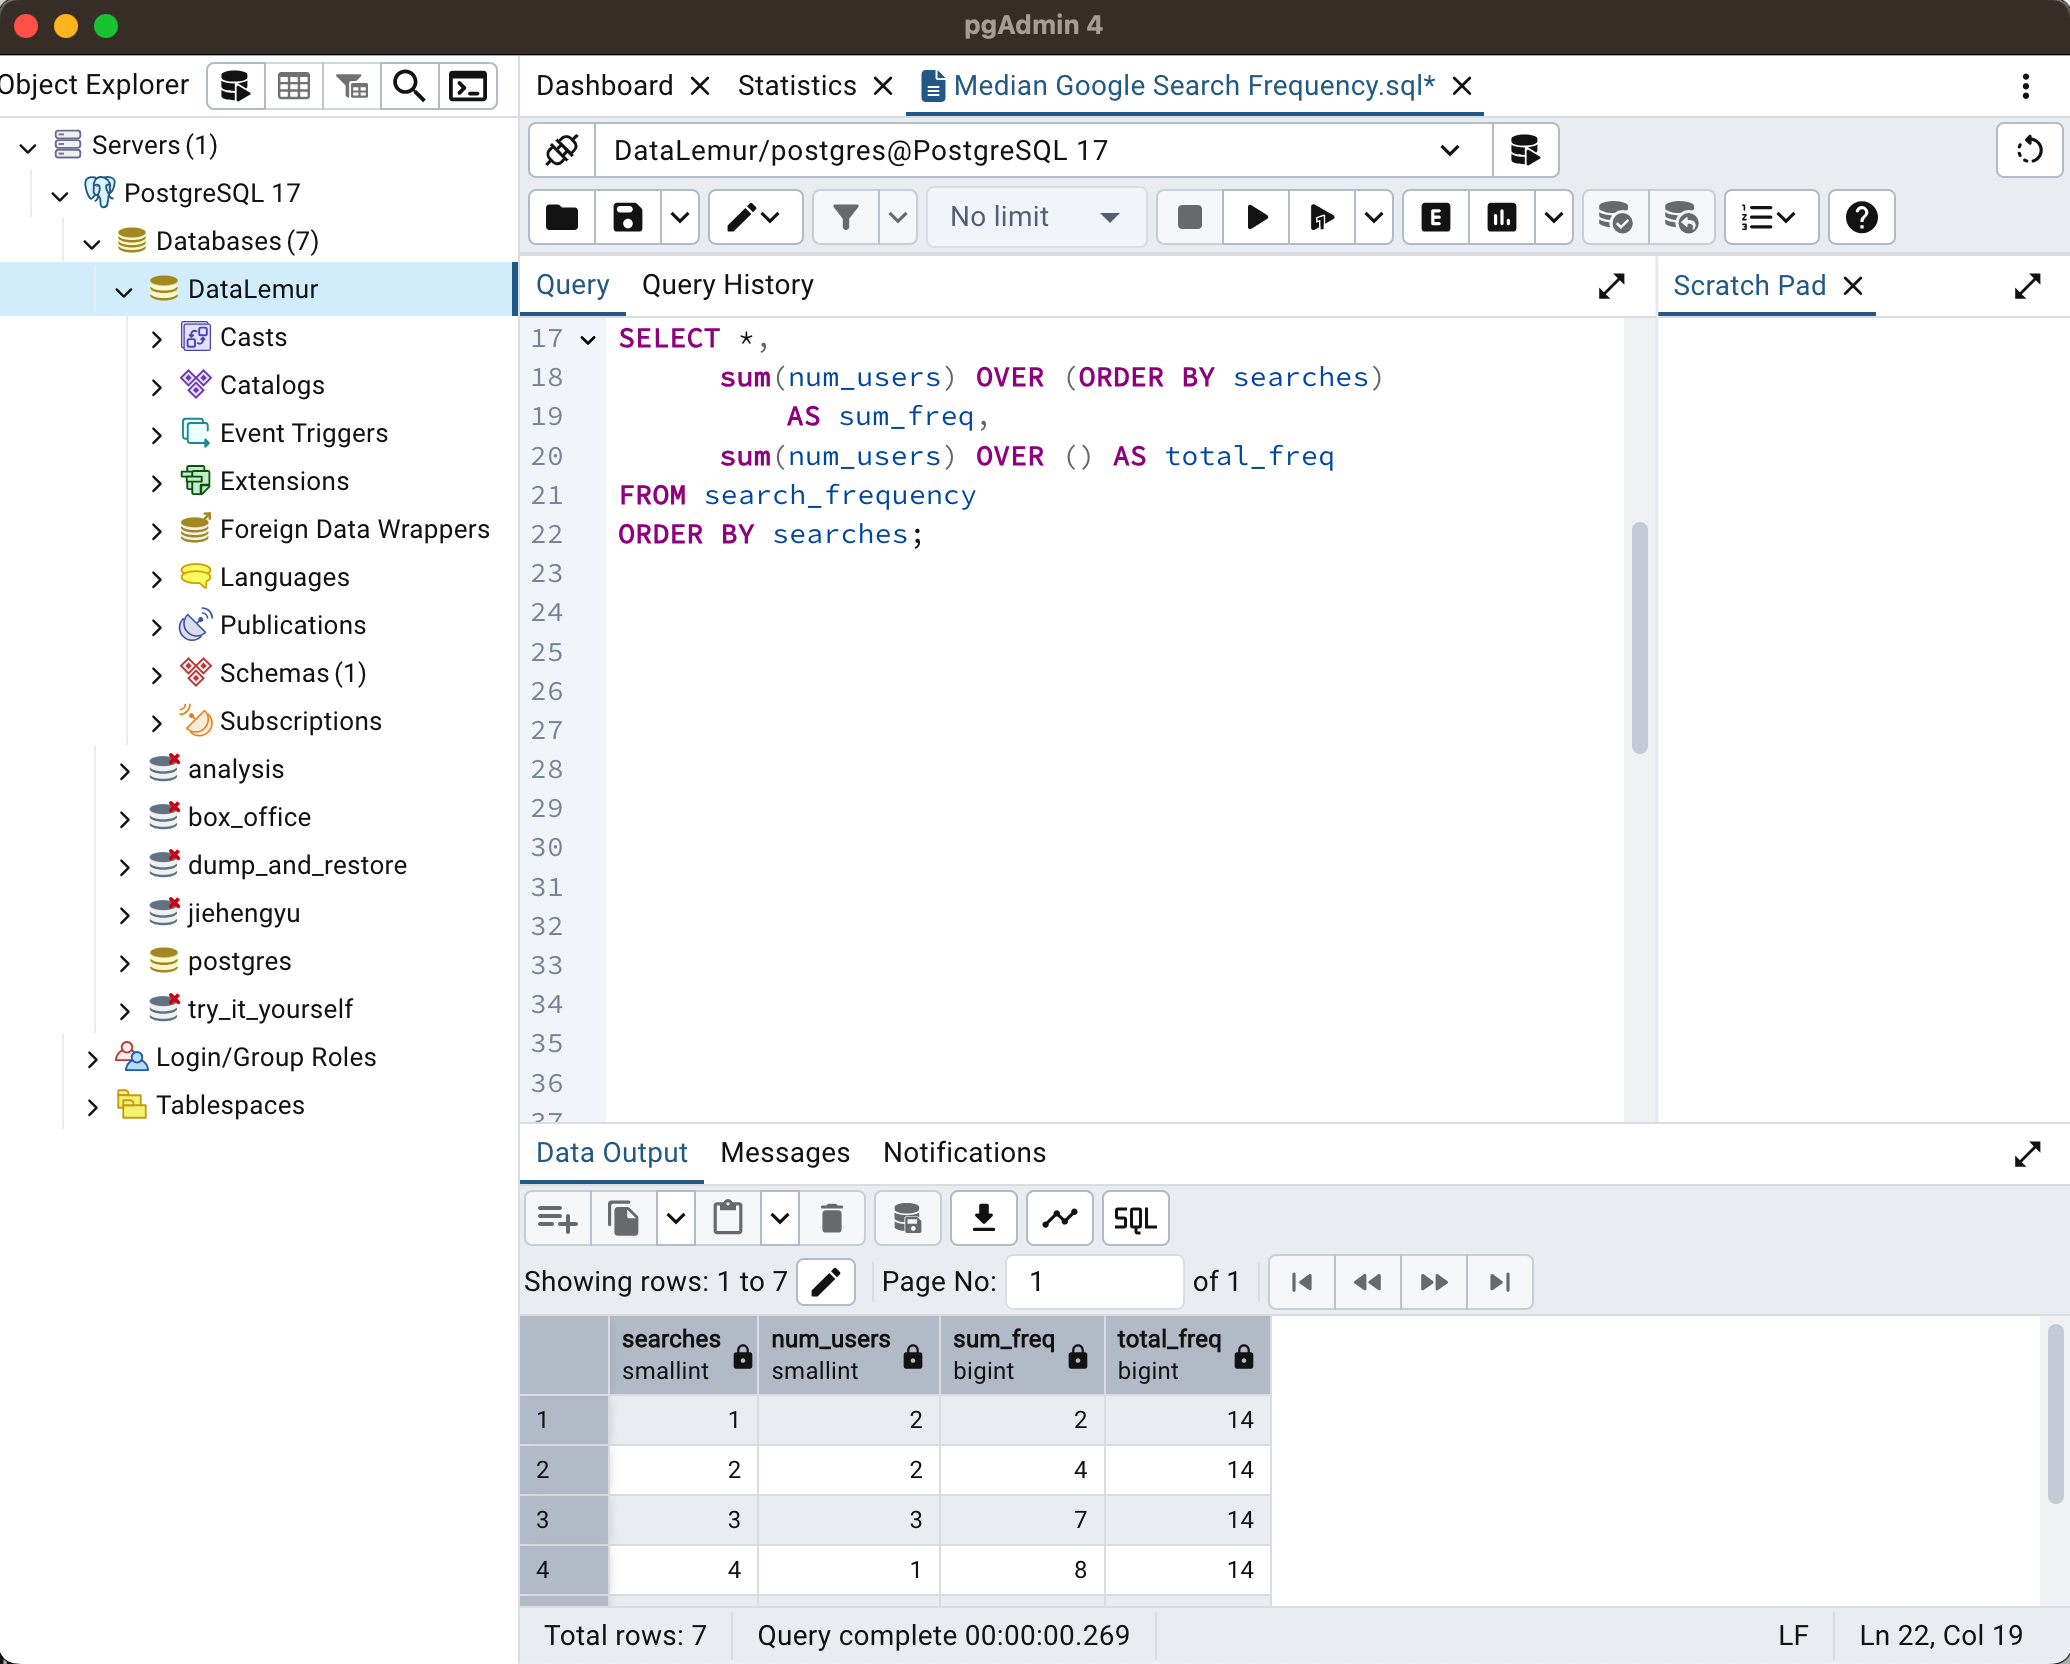 pgAdmin 4
Object Explorer
Dashboard
Statistics
Median Google Search Frequency.sql*
Servers (1)
PostgreSQL 17
Databases (7)
DataLemur
Casts
Catalogs
Event Triggers
Extensions
Foreign Data Wrappers
Languages
Publications
Schemas (1)
Subscriptions
analysis
box_office
dump_and_restore
jiehengyu
postgres
try_it_yourself
Login/Group Roles
Tablespaces
DataLemur/postgres@PostgreSQL 17
No limit
E
Query
Query History
Scratch Pad
17 SELECT *,
18 sum(num_users) OVER (ORDER BY searches)
19 AS sum_freq,
20 sum(num_users) OVER () AS total_freq
21 FROM search_frequency
22 ORDER BY searches;
23
24
25
26
27
28
29
30
31
32
33
34
35
36
37
Data Output
Messages
Notifications
SQL
Showing rows: 1 to 7
Page No: 1 of 1
searches num_users sum_freq total_freq
smallint smallint bigint bigint
1 1 2 2 14
2 2 2 4 14
3 3 3 7 14
4 4 1 8 14
Total rows: 7
Query complete 00:00:00.269
LF
Ln 22, Col 19